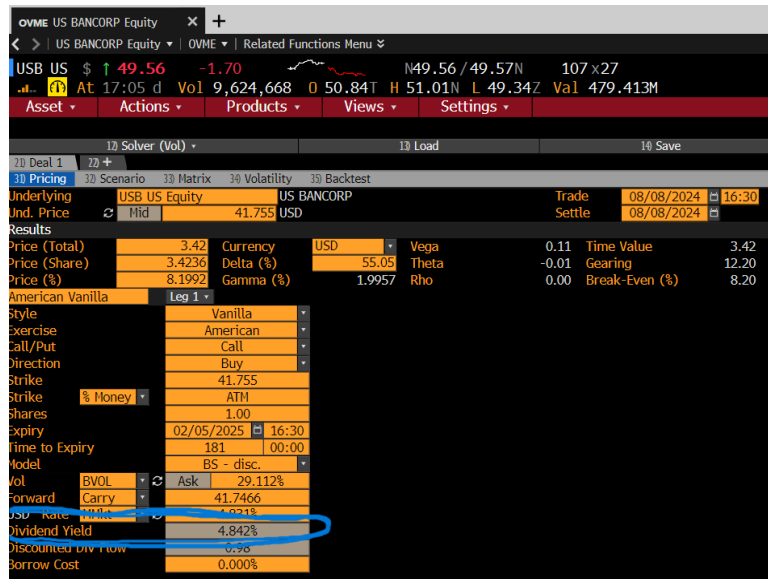 OVME US BANCORP Equity × +
< > US BANCORP Equity OVME Related Functions Menu
USB US $ ↑ 49.56 -1.70 N49.56 / 49.57N 107 x 27
At 17:05 d Vol 9,624,668 O 50.84T H 51.01N L 49.34Z Val 479.413M
Asset Actions Products Views Settings
12) Solver (Vol) 13) Load 14) Save
21) Deal 1 22) +
31) Pricing 32) Scenario 33) Matrix 34) Volatility 35) Backtest
Underlying USB US Equity US BANCORP Trade 08/08/2024 16:30
Und. Price Mid 41.755 USD Settle 08/08/2024
Results
Price (Total) 3.42 Currency USD Vega 0.11 Time Value 3.42
Price (Share) 3.4236 Delta (%) 55.05 Theta -0.01 Gearing 12.20
Price (%) 8.1992 Gamma (%) 1.9957 Rho 0.00 Break-Even (%) 8.20
American Vanilla Leg 1
Style Vanilla
Exercise American
Call/Put Call
Direction Buy
Strike 41.755
Strike % Money ATM
Shares 1.00
Expiry 02/05/2025 16:30
Time to Expiry 181 00:00
Model BS - disc.
Vol BVOL Ask 29.112%
Forward Carry 41.7466
USD Rate MMkt
Dividend Yield 4.842%
Discounted Div Flow 0.98
Borrow Cost 0.000%